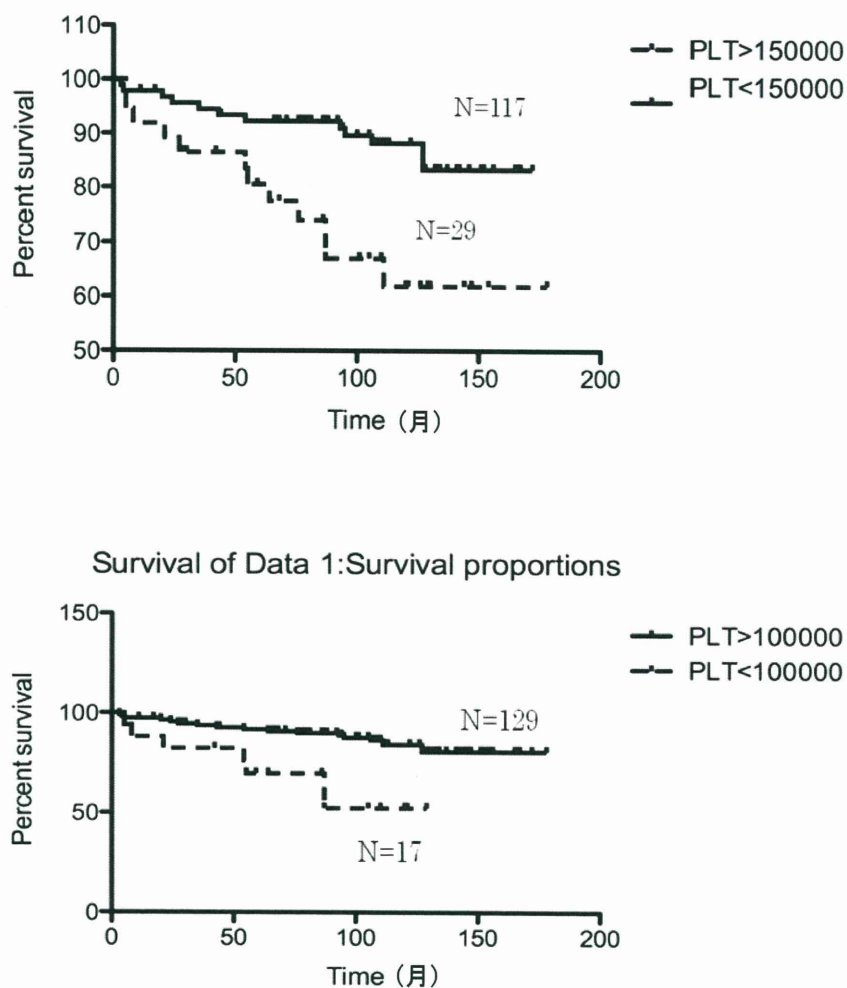 110
100
90
80
70
60
50
Percent survival
0 50 100 150 200
Time (月)
PLT>150000
PLT<150000
N=117
N=29
Survival of Data 1:Survival proportions
150
100
50
0
Percent survival
0 50 100 150 200
Time (月)
PLT>100000
PLT<100000
N=129
N=17